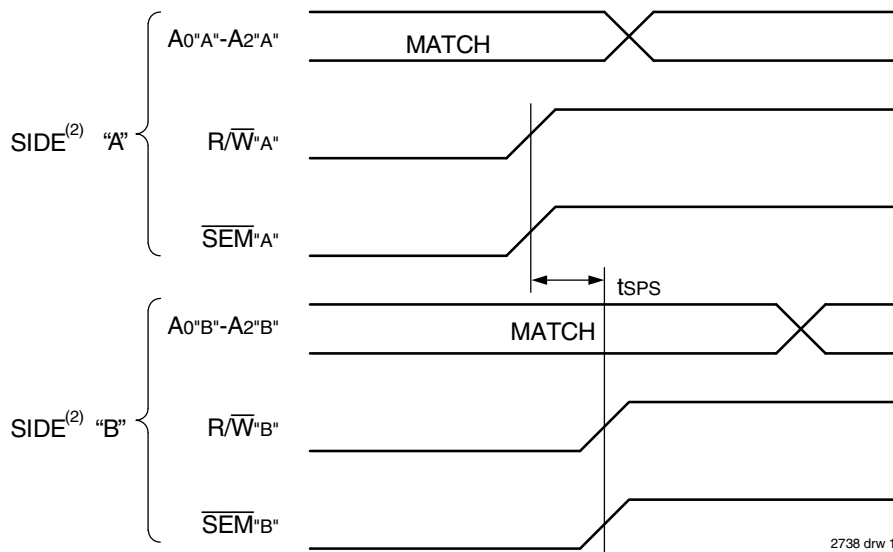 A0"A"-A2"A"
MATCH
SIDE(2) “A”
R/W"A"
SEM"A"
tSPS
A0"B"-A2"B"
MATCH
SIDE(2) “B”
R/W"B"
SEM"B"
2738 drw 1